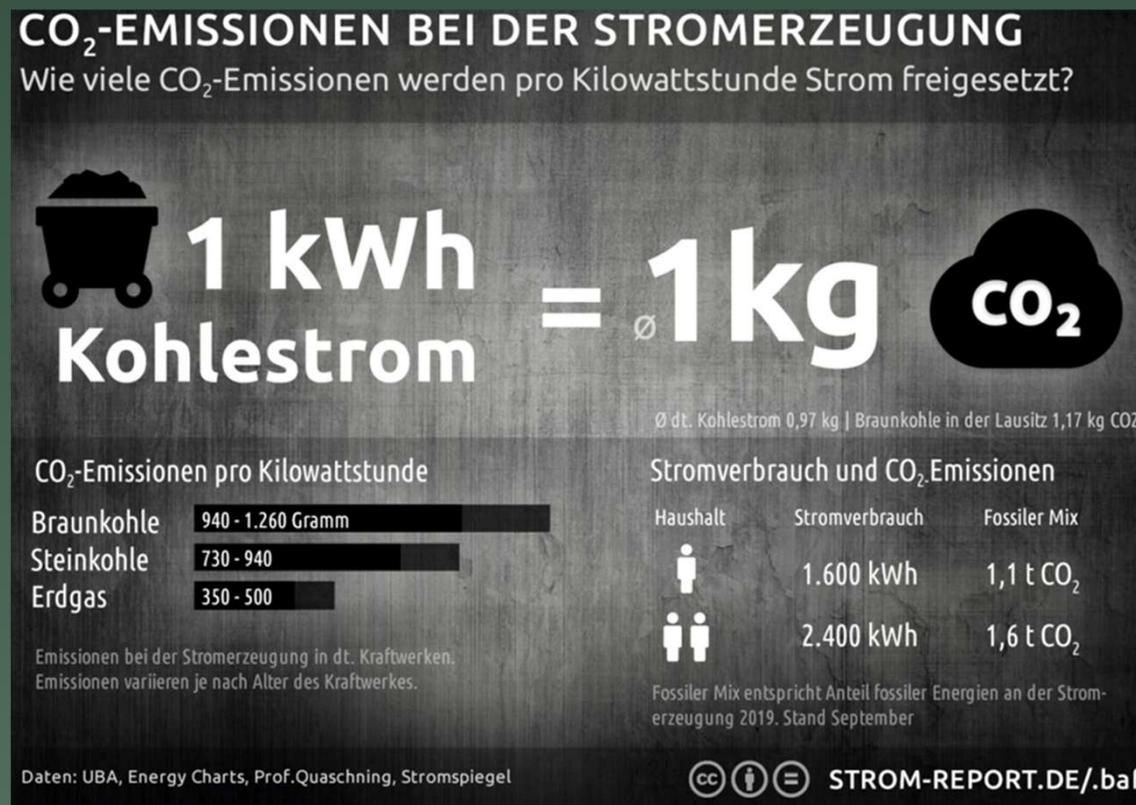 CO₂-EMISSIONEN BEI DER STROMERZEUGUNG
Wie viele CO₂-Emissionen werden pro Kilowattstunde Strom freigesetzt?
1 kWh
Kohlestrom
=
Ø 1kg
CO₂
Ø dt. Kohlestrom 0,97 kg | Braunkohle in der Lausitz 1,17 kg CO2
CO₂-Emissionen pro Kilowattstunde
Braunkohle 940 - 1.260 Gramm
Steinkohle 730 - 940
Erdgas 350 - 500
Emissionen bei der Stromerzeugung in dt. Kraftwerken.
Emissionen variieren je nach Alter des Kraftwerkes.
Stromverbrauch und CO₂-Emissionen
Haushalt Stromverbrauch Fossiler Mix
1.600 kWh 1,1 t CO₂
2.400 kWh 1,6 t CO₂
Fossiler Mix entspricht Anteil fossiler Energien an der Strom-
erzeugung 2019. Stand September
Daten: UBA, Energy Charts, Prof.Quaschning, Stromspiegel
cc
STROM-REPORT.DE/.bal